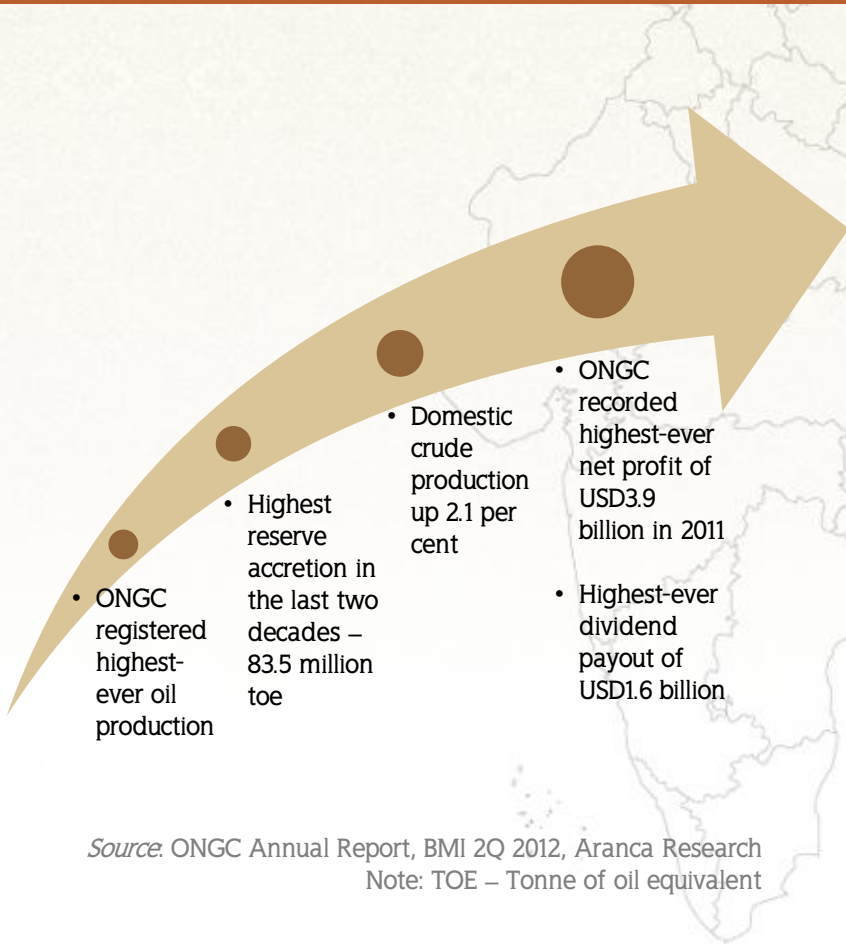 • ONGC
registered
highest-
ever oil
production
• Highest
reserve
accretion in
the last two
decades –
83.5 million
toe
• Domestic
crude
production
up 2.1 per
cent
• ONGC
recorded
highest-ever
net profit of
USD3.9
billion in 2011
• Highest-ever
dividend
payout of
USD1.6 billion
Source: ONGC Annual Report, BMI 2Q 2012, Aranca Research
Note: TOE – Tonne of oil equivalent